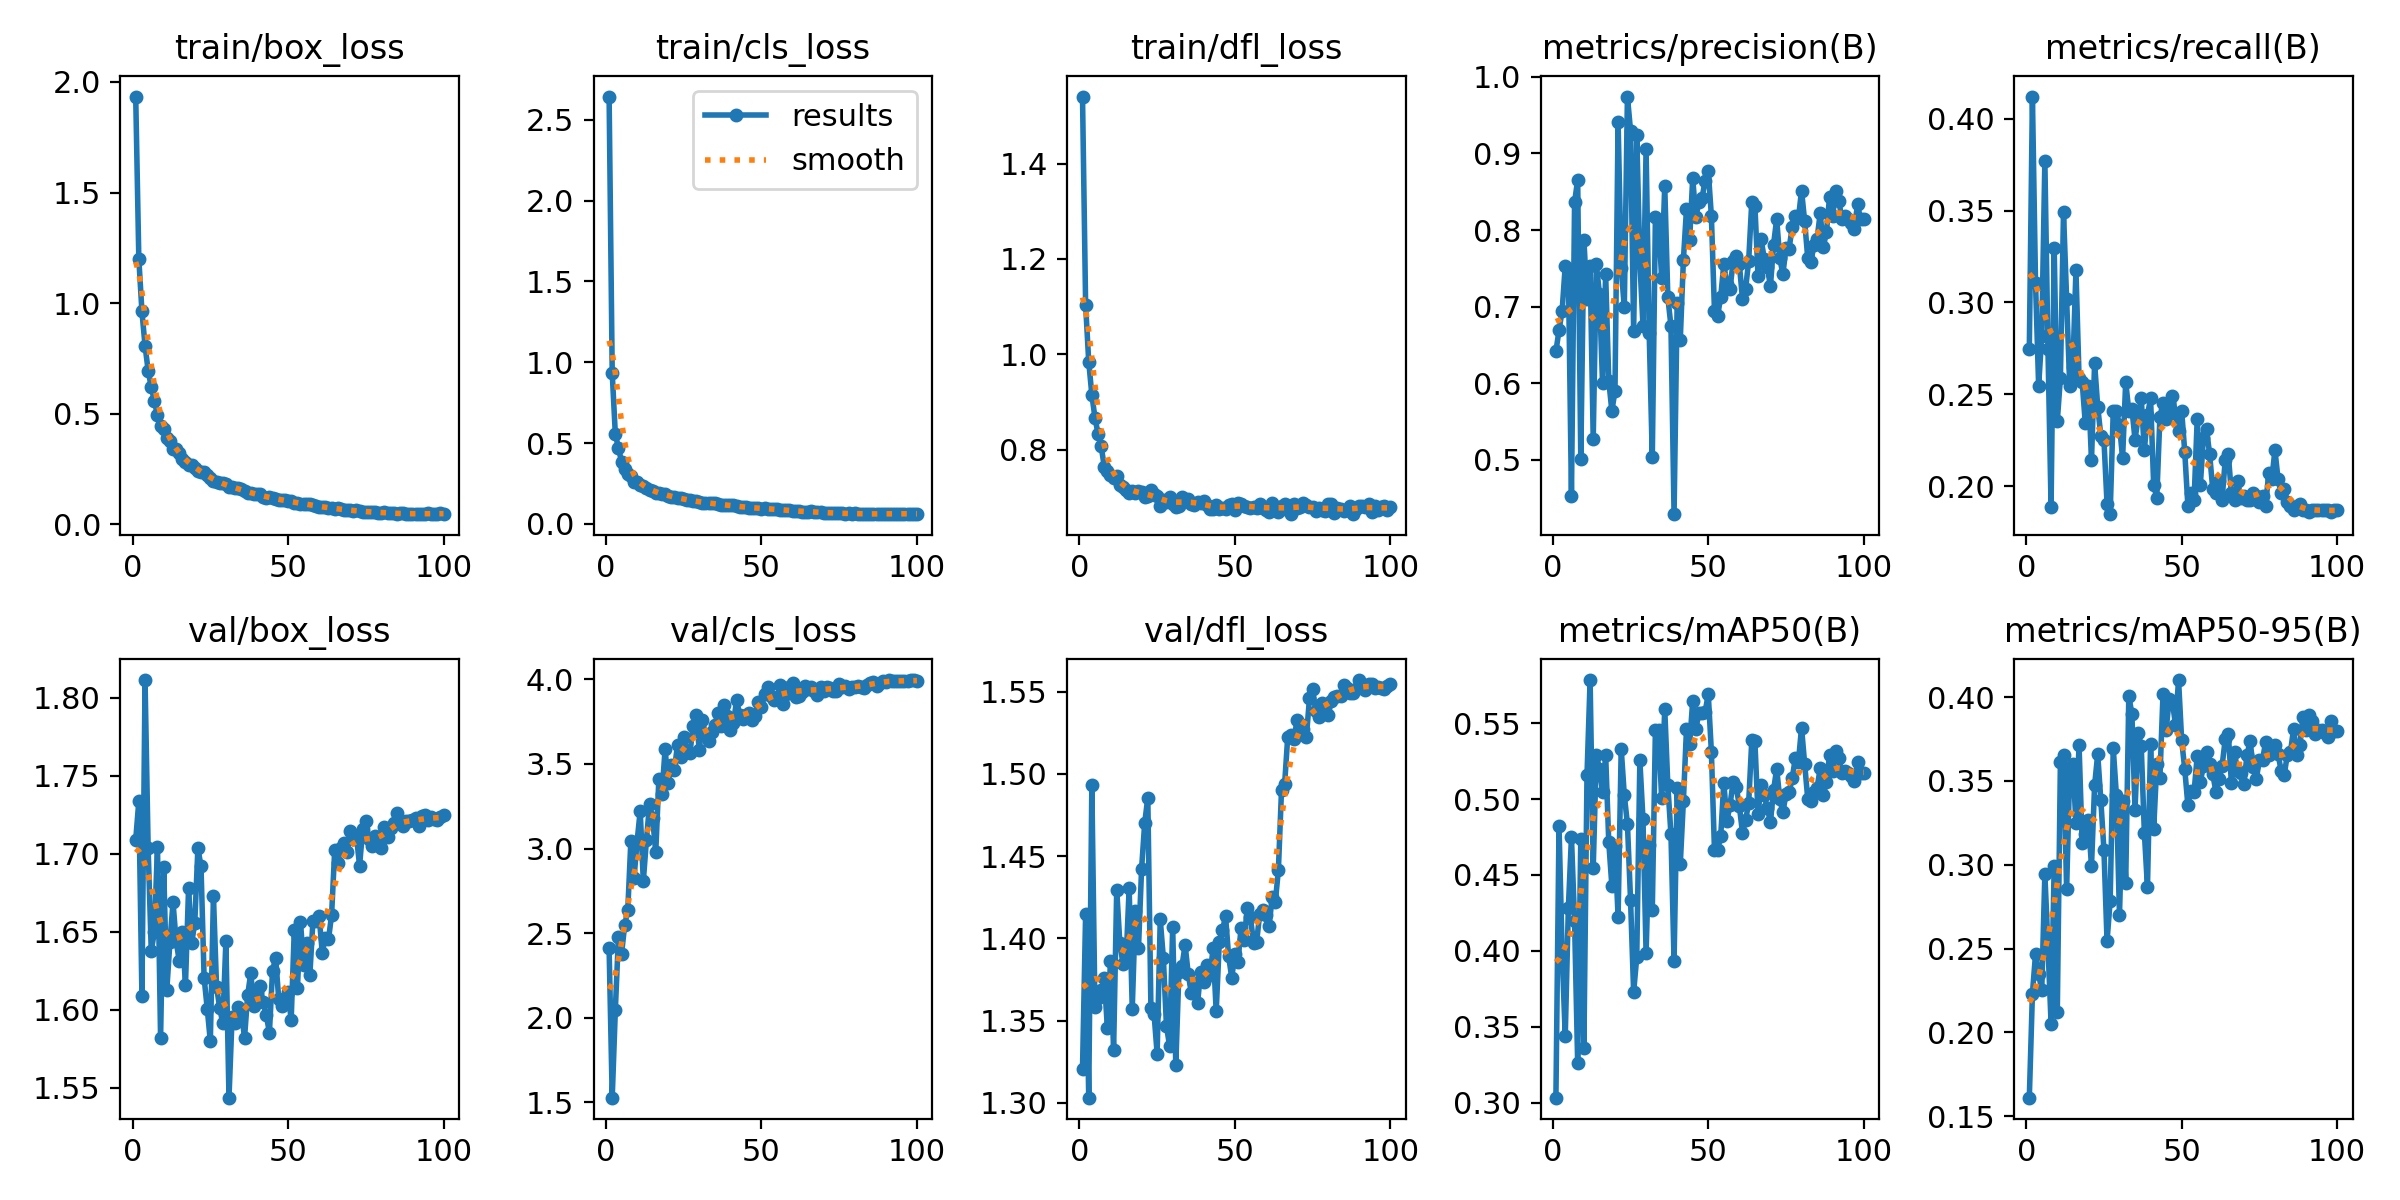 train/box_loss
2.0
1.5
1.0
0.5
0.0
0 50 100
train/cls_loss
results
smooth
2.5
2.0
1.5
1.0
0.5
0.0
0 50 100
train/dfl_loss
1.4
1.2
1.0
0.8
0 50 100
metrics/precision(B)
1.0
0.9
0.8
0.7
0.6
0.5
0 50 100
metrics/recall(B)
0.40
0.35
0.30
0.25
0.20
0 50 100
val/box_loss
1.80
1.75
1.70
1.65
1.60
1.55
0 50 100
val/cls_loss
4.0
3.5
3.0
2.5
2.0
1.5
0 50 100
val/dfl_loss
1.55
1.50
1.45
1.40
1.35
1.30
0 50 100
metrics/mAP50(B)
0.55
0.50
0.45
0.40
0.35
0.30
0 50 100
metrics/mAP50-95(B)
0.40
0.35
0.30
0.25
0.20
0.15
0 50 100